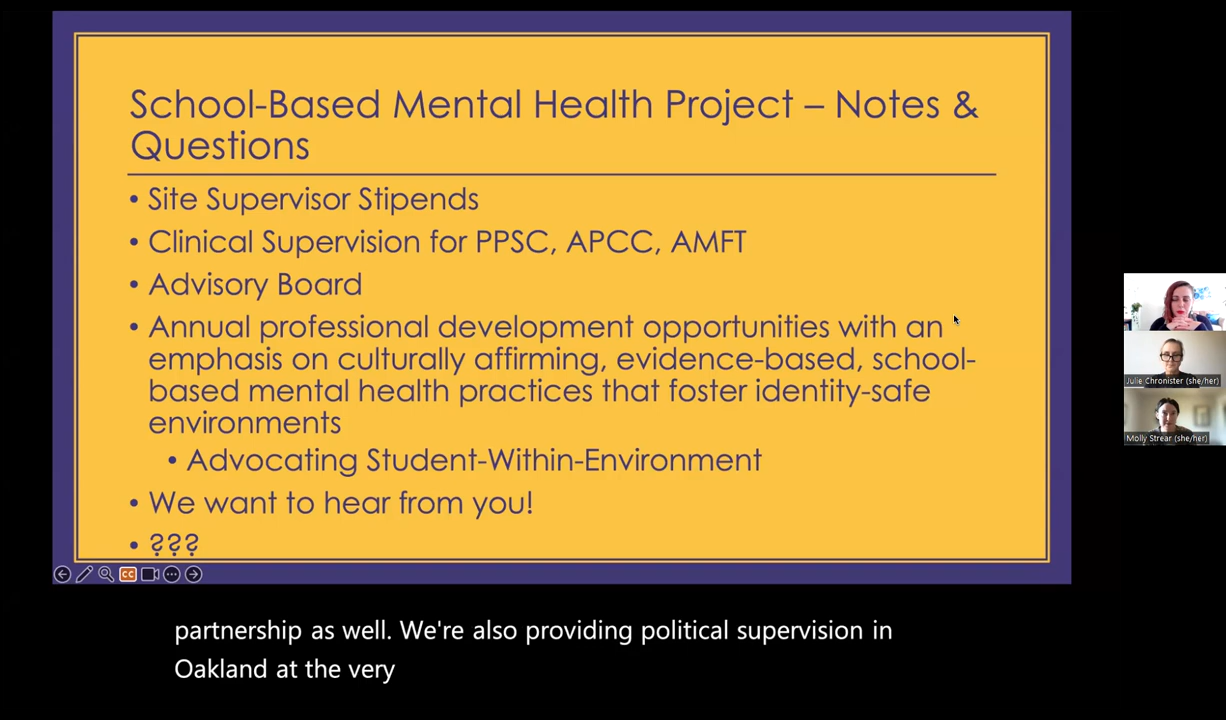 School-Based Mental Health Project – Notes &
Questions
• Site Supervisor Stipends
• Clinical Supervision for PPSC, APCC, AMFT
• Advisory Board
• Annual professional development opportunities with an
emphasis on culturally affirming, evidence-based, school-
based mental health practices that foster identity-safe
environments
• Advocating Student-Within-Environment
• We want to hear from you!
• ???
CC
Julie Chronister (she/her)
Molly Strear (she/her)
partnership as well. We're also providing political supervision in
Oakland at the very